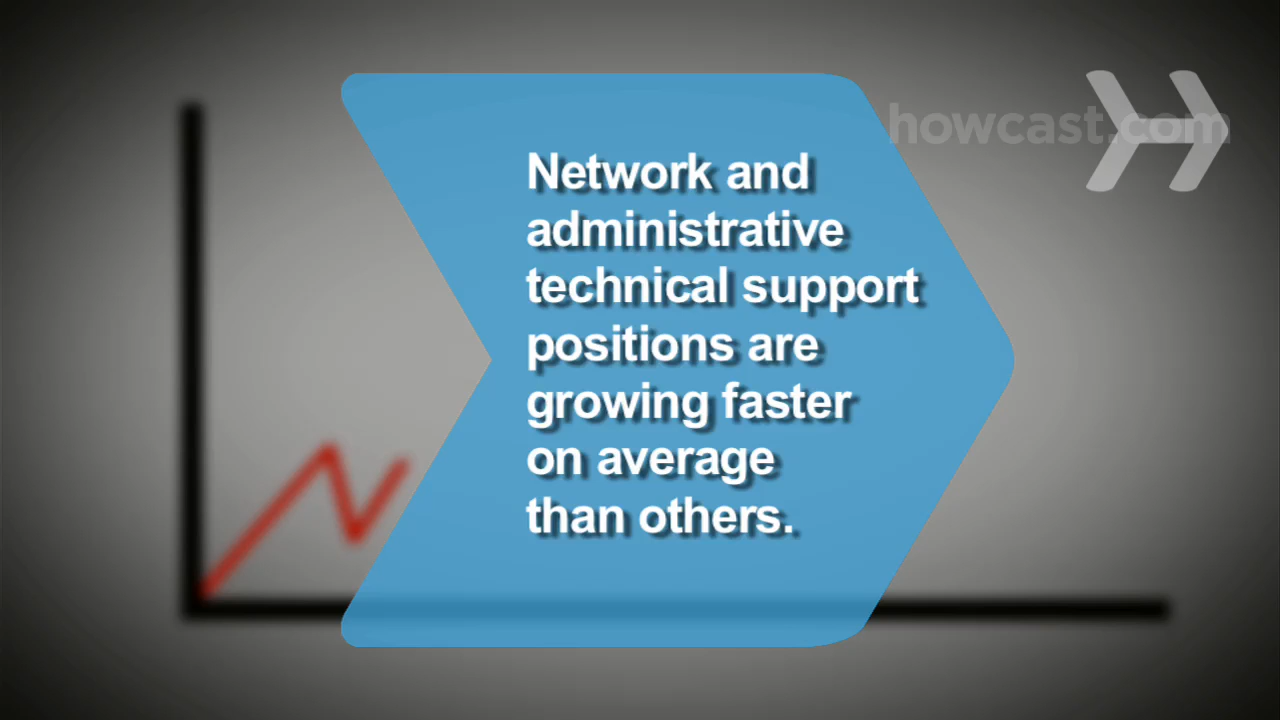 howcast.com
Network and
administrative
technical support
positions are
growing faster
on average
than others.